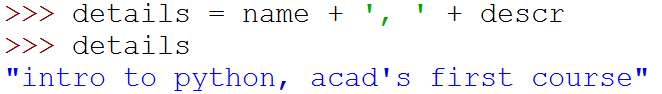 >>> details = name + ', ' + descr
>>> details
"intro to python, acad's first course"